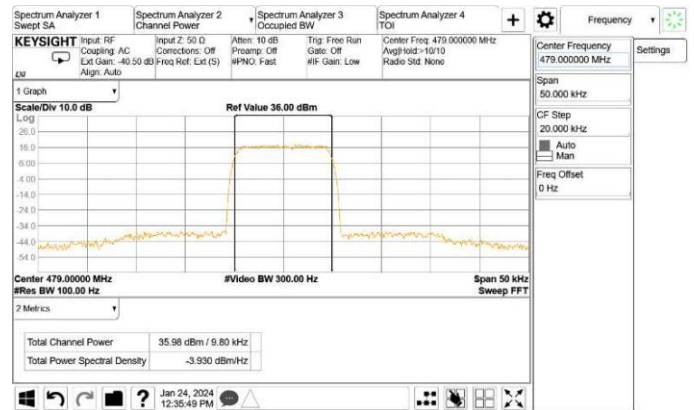 Spectrum Analyzer 1
Swept SA
Spectrum Analyzer 2
Channel Power
Spectrum Analyzer 3
Occupied BW
Spectrum Analyzer 4
TOI
Frequency
KEYSIGHT
Input: RF
Coupling: AC
Ext Gain: -40.50 dB
Align: Auto
Input Z: 50 Ω
Corrections: Off
Freq Ref: Ext (S)
Atten: 10 dB
Preamp: Off
#PNO: Fast
Trig: Free Run
Gate: Off
#IF Gain: Low
Center Freq: 479.000000 MHz
Avg|Hold:>10/10
Radio Std: None
Center Frequency
479.000000 MHz
Settings
Span
50.000 kHz
CF Step
20.000 kHz
Auto
Man
Freq Offset
0 Hz
LXI
1 Graph
Scale/Div 10.0 dB
Ref Value 36.00 dBm
Log
26.0
16.0
6.00
-4.00
-14.0
-24.0
-34.0
-44.0
-54.0
Center 479.00000 MHz
#Res BW 100.00 Hz
#Video BW 300.00 Hz
Span 50 kHz
Sweep FFT
2 Metrics
Total Channel Power 35.98 dBm / 9.80 kHz
Total Power Spectral Density -3.930 dBm/Hz
Jan 24, 2024
12:35:49 PM